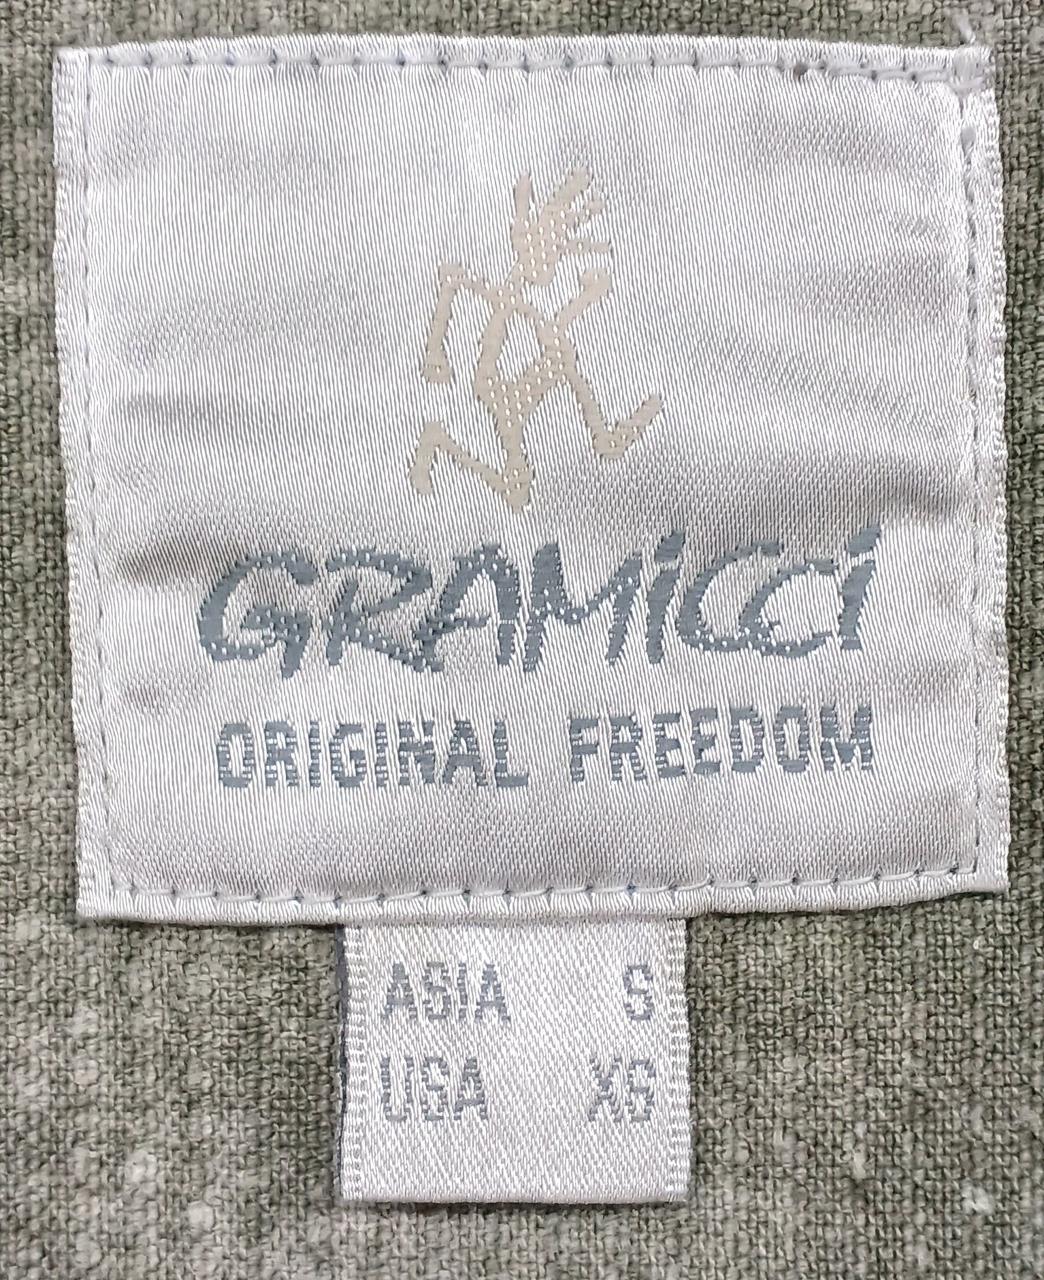 GRAMiCCi
ORIGINAL FREEDOM
ASIA S
USA XS